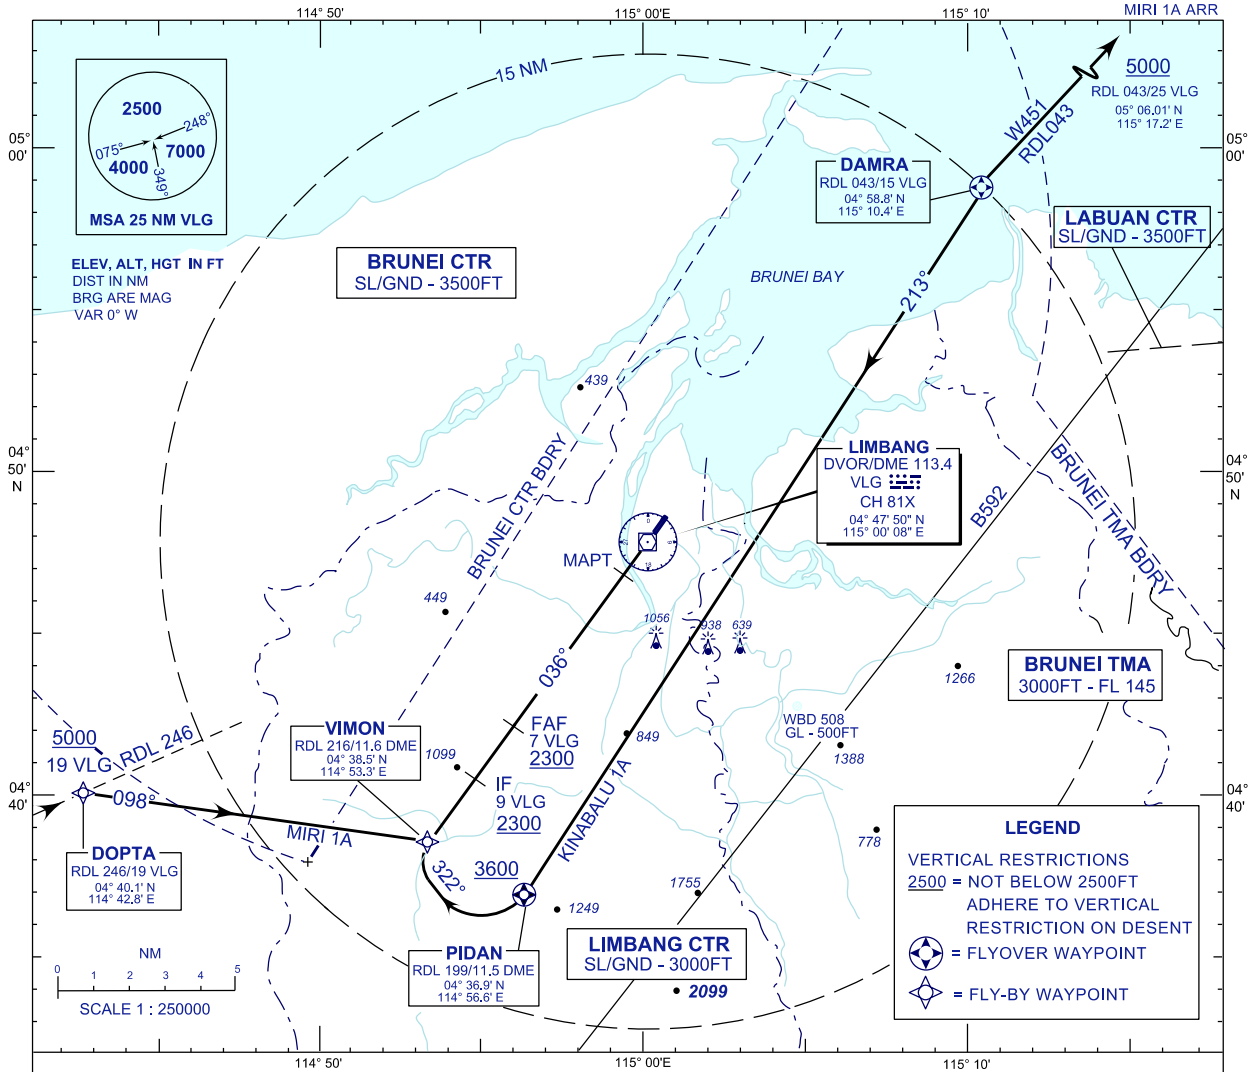 MIRI 1A ARR
114° 50'
115° 00'E
115° 10'
15 NM
2500
248°
075°
7000
4000
349°
MSA 25 NM VLG
05°
00'
05°
00'
5000
RDL 043/25 VLG
05° 06.01' N
115° 17.2' E
W451
RDL043
DAMRA
RDL 043/15 VLG
04° 58.8' N
115° 10.4' E
LABUAN CTR
SL/GND - 3500FT
ELEV, ALT, HGT IN FT
DIST IN NM
BRG ARE MAG
VAR 0° W
BRUNEI CTR
SL/GND - 3500FT
BRUNEI BAY
213°
439
04°
50'
N
04°
50'
N
BRUNEI CTR BDRY
LIMBANG
DVOR/DME 113.4
VLG
CH 81X
04° 47' 50" N
115° 00' 08" E
B592
BRUNEI TMA BDRY
MAPT
0
9
18
27
449
1056
938
639
036°
1266
BRUNEI TMA
3000FT - FL 145
WBD 508
GL - 500FT
1388
VIMON
RDL 216/11.6 DME
04° 38.5' N
114° 53.3' E
FAF
7 VLG
2300
849
1099
IF
9 VLG
2300
5000
19 VLG
RDL 246
098°
MIRI 1A
KINABALU 1A
04°
40'
04°
40'
778
DOPTA
RDL 246/19 VLG
04° 40.1' N
114° 42.8' E
322°
3600
1755
1249
PIDAN
RDL 199/11.5 DME
04° 36.9' N
114° 56.6' E
LIMBANG CTR
SL/GND - 3000FT
2099
NM
0 1 2 3 4 5
SCALE 1 : 250000
LEGEND
VERTICAL RESTRICTIONS
2500 = NOT BELOW 2500FT
ADHERE TO VERTICAL
RESTRICTION ON DESENT
= FLYOVER WAYPOINT
= FLY-BY WAYPOINT
114° 50'
115° 00'E
115° 10'